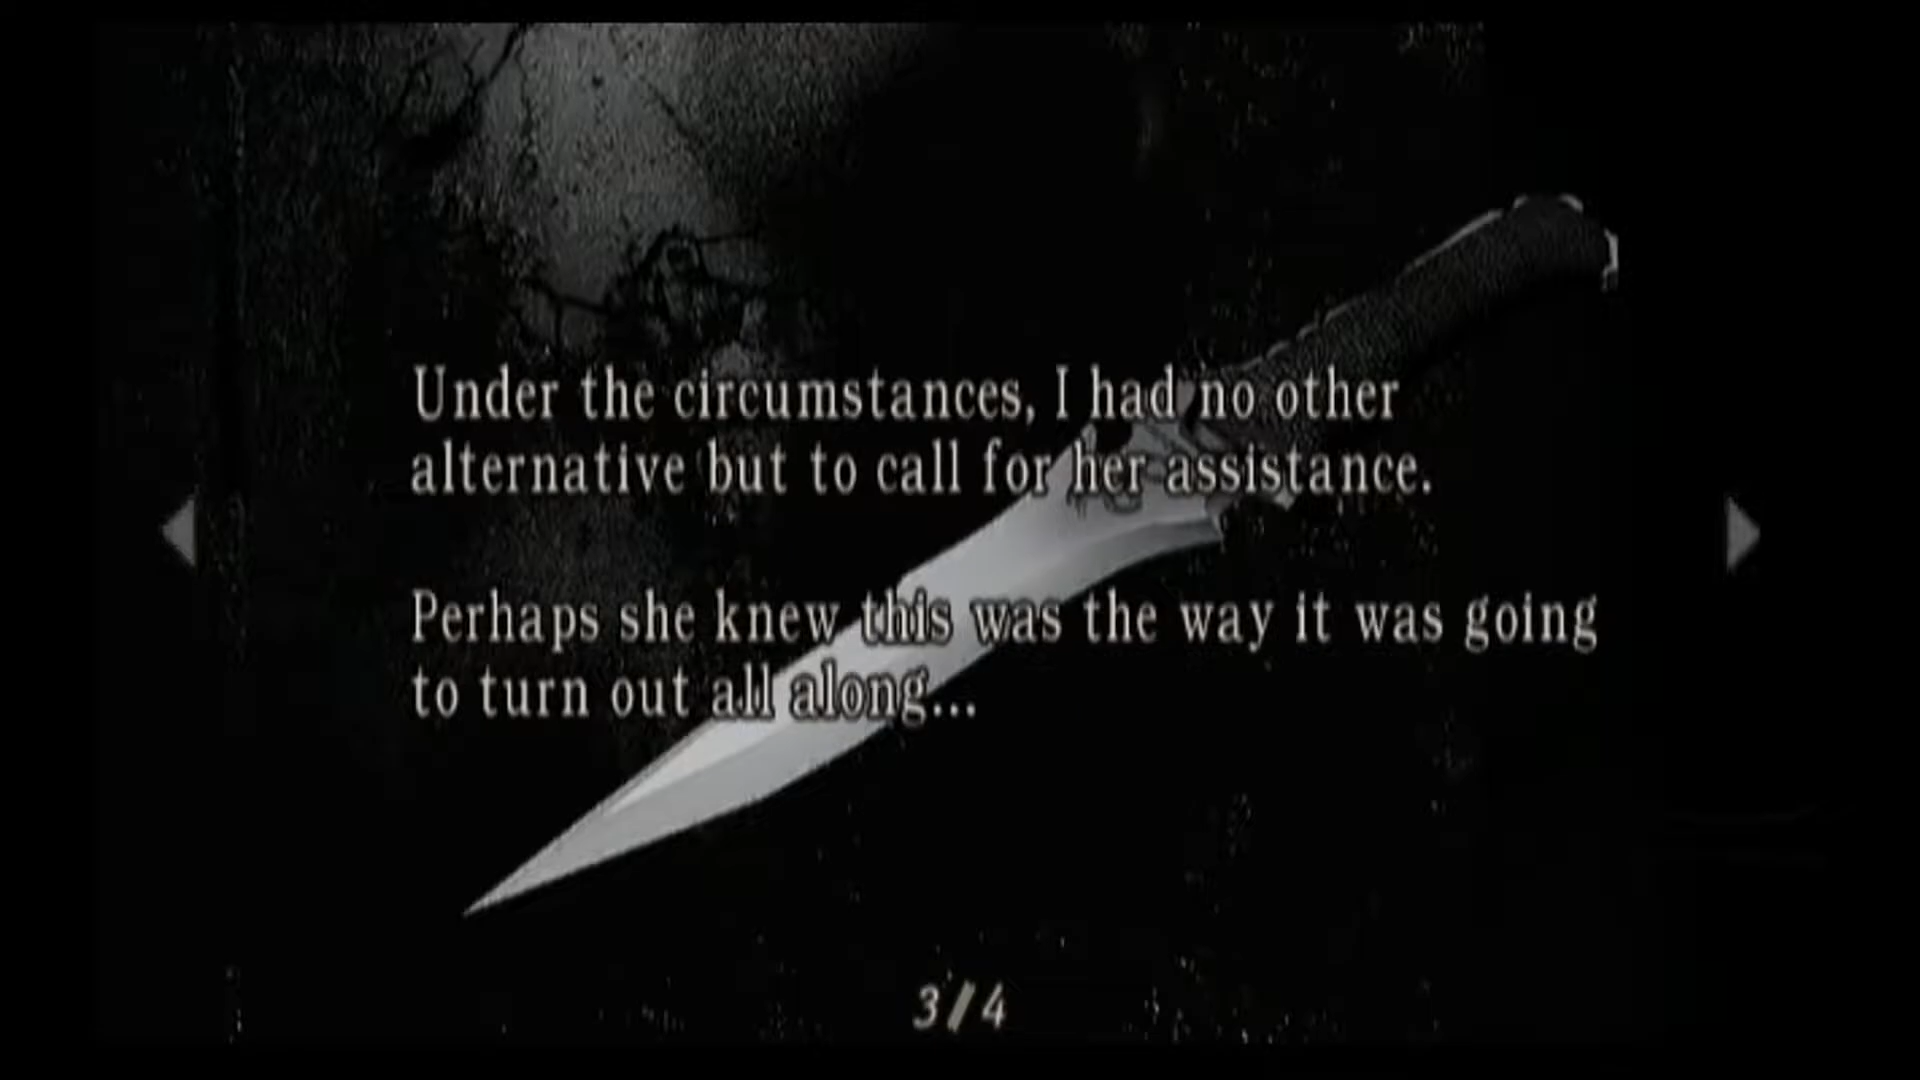 Under the circumstances, I had no other
alternative but to call for her assistance.
Perhaps she knew this was the way it was going
to turn out all along...
3/4